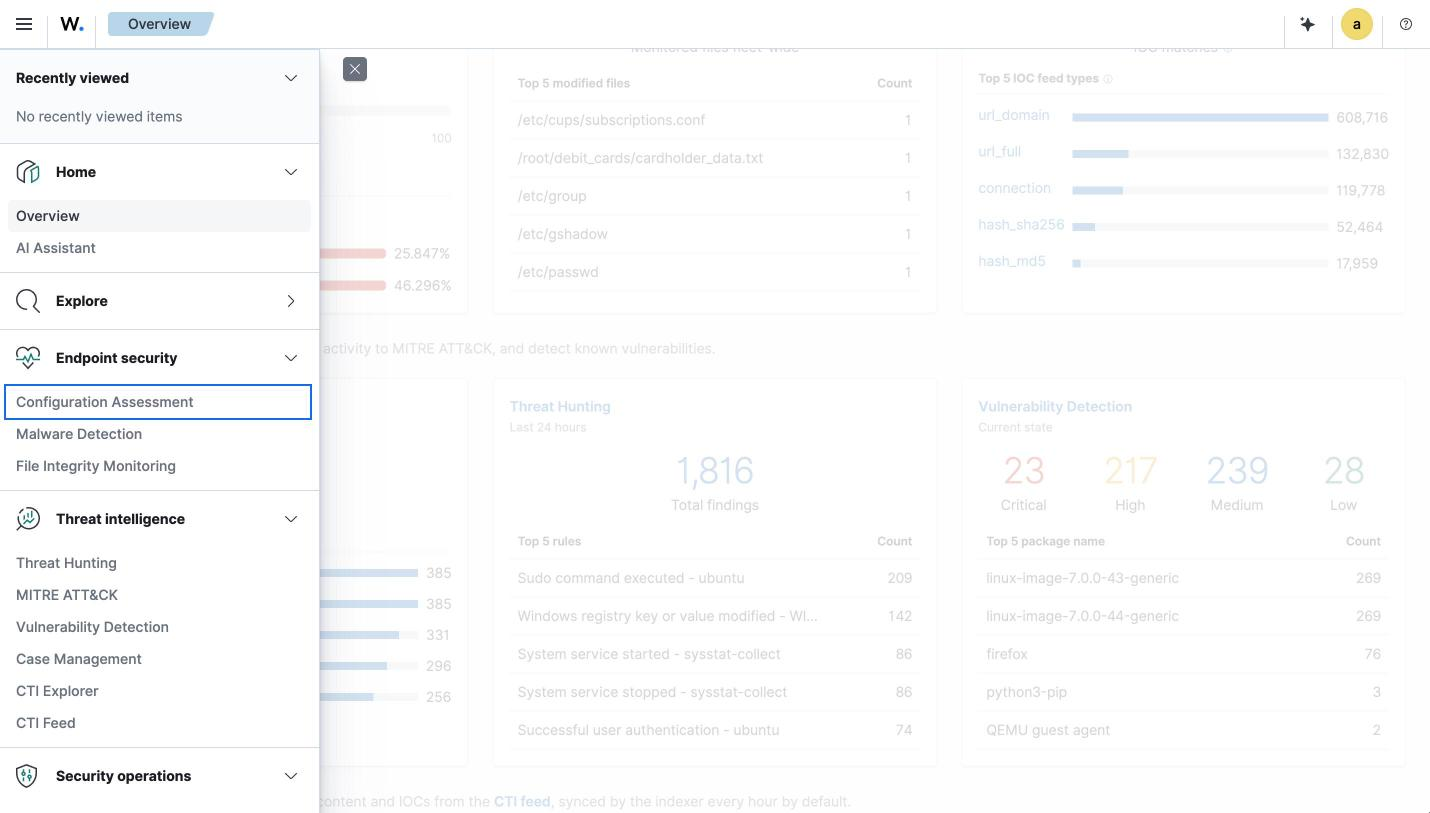 W.
Overview
a
Recently viewed
No recently viewed items
Home
Overview
AI Assistant
Explore
Endpoint security
Configuration Assessment
Malware Detection
File Integrity Monitoring
Threat intelligence
Threat Hunting
MITRE ATT&CK
Vulnerability Detection
Case Management
CTI Explorer
CTI Feed
Security operations
100
25.847%
46.296%
Monitored files fleet-wide
Top 5 modified files Count
/etc/cups/subscriptions.conf 1
/root/debit_cards/cardholder_data.txt 1
/etc/group 1
/etc/gshadow 1
/etc/passwd 1
IOC matches
Top 5 IOC feed types
url_domain 608,716
url_full 132,830
connection 119,778
hash_sha256 52,464
hash_md5 17,959
activity to MITRE ATT&CK, and detect known vulnerabilities.
385
385
331
296
256
Threat Hunting
Last 24 hours
1,816
Total findings
Top 5 rules Count
Sudo command executed - ubuntu 209
Windows registry key or value modified - WI... 142
System service started - sysstat-collect 86
System service stopped - sysstat-collect 86
Successful user authentication - ubuntu 74
Vulnerability Detection
Current state
23 217 239 28
Critical High Medium Low
Top 5 package name Count
linux-image-7.0.0-43-generic 269
linux-image-7.0.0-44-generic 269
firefox 76
python3-pip 3
QEMU guest agent 2
content and IOCs from the CTI feed, synced by the indexer every hour by default.